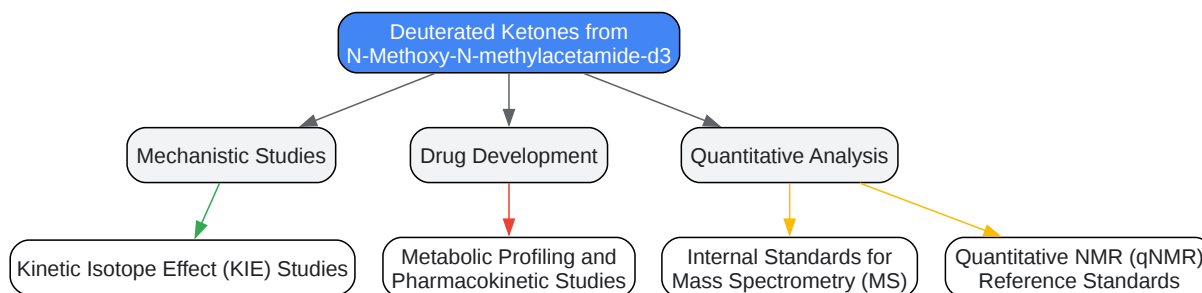 Deuterated Ketones from
N-Methoxy-N-methylacetamide-d3
Mechanistic Studies
Drug Development
Quantitative Analysis
Kinetic Isotope Effect (KIE) Studies
Metabolic Profiling and
Pharmacokinetic Studies
Internal Standards for
Mass Spectrometry (MS)
Quantitative NMR (qNMR)
Reference Standards